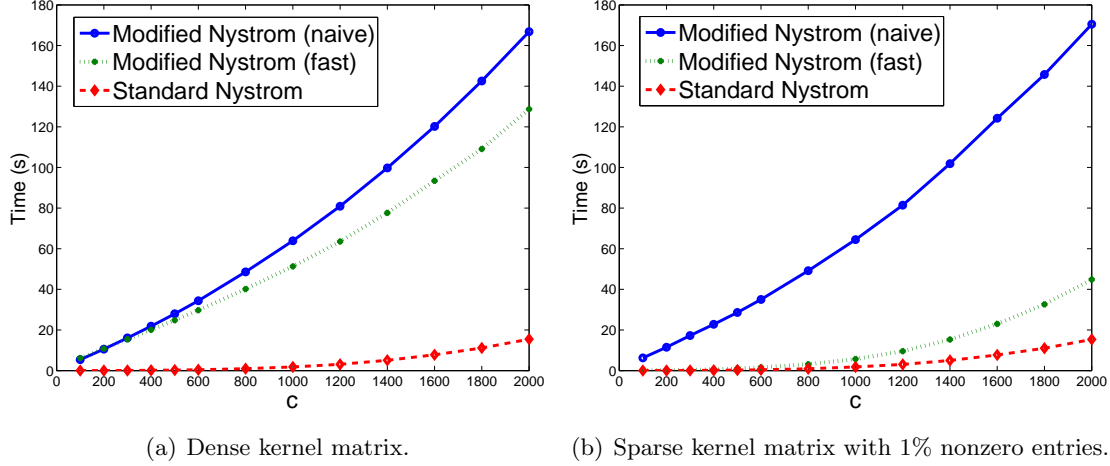 180
160
140
120
100
80
60
40
20
0
Time (s)
Modified Nystrom (naive)
Modified Nystrom (fast)
Standard Nystrom
0 200 400 600 800 1000 1200 1400 1600 1800 2000
c
(a) Dense kernel matrix.
180
160
140
120
100
80
60
40
20
0
Time (s)
Modified Nystrom (naive)
Modified Nystrom (fast)
Standard Nystrom
0 200 400 600 800 1000 1200 1400 1600 1800 2000
c
(b) Sparse kernel matrix with 1% nonzero entries.